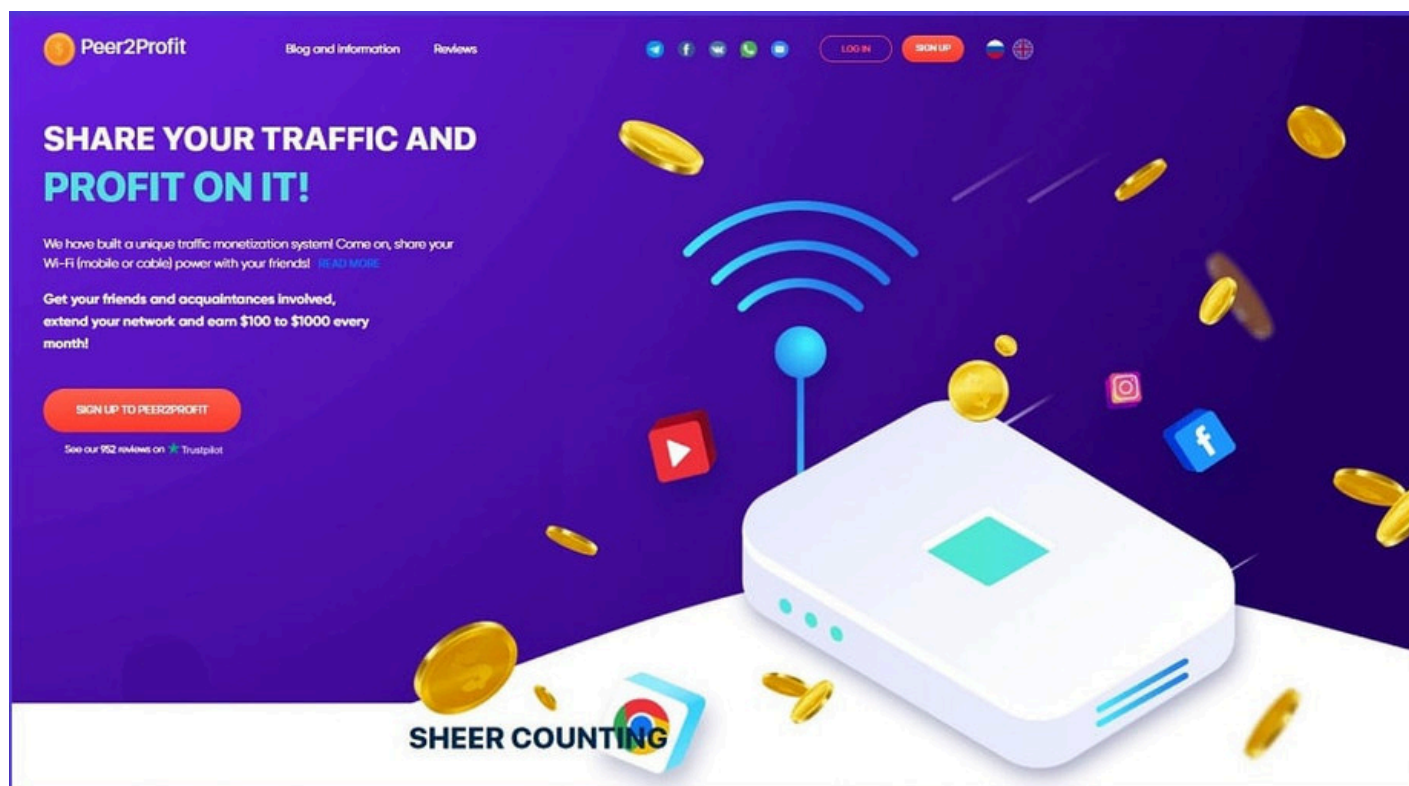 Peer2Profit
Blog and information
Reviews
LOG IN
SIGN UP
SHARE YOUR TRAFFIC AND
PROFIT ON IT!
We have built a unique traffic monetization system! Come on, share your
Wi-Fi (mobile or cable) power with your friends! READ MORE
Get your friends and acquaintances involved,
extend your network and earn $100 to $1000 every
month!
SIGN UP TO PEER2PROFIT
See our 952 reviews on Trustpilot
SHEER COUNTING